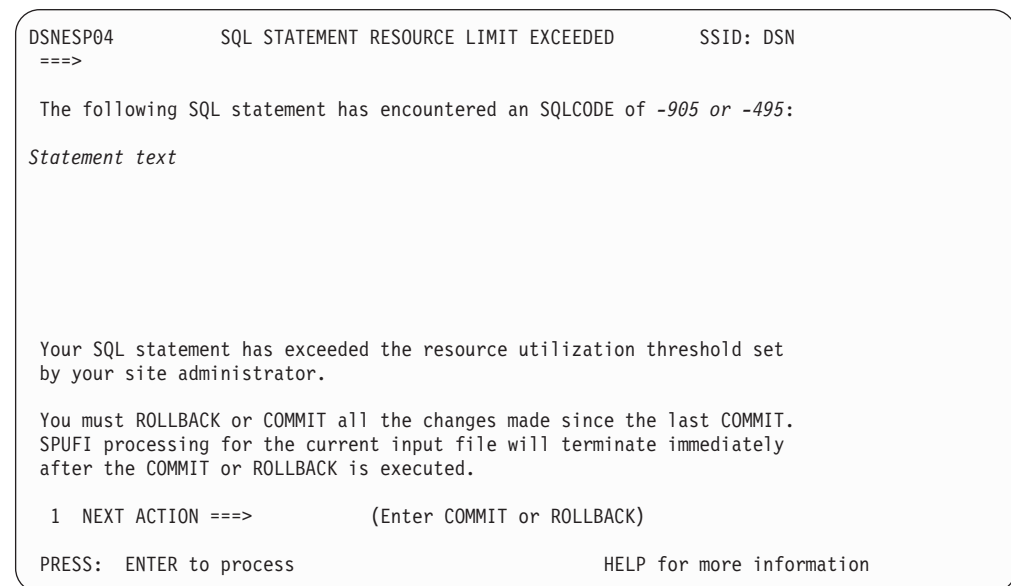 DSNESP04 SQL STATEMENT RESOURCE LIMIT EXCEEDED SSID: DSN
===>
The following SQL statement has encountered an SQLCODE of -905 or -495:
Statement text
Your SQL statement has exceeded the resource utilization threshold set
by your site administrator.
You must ROLLBACK or COMMIT all the changes made since the last COMMIT.
SPUFI processing for the current input file will terminate immediately
after the COMMIT or ROLLBACK is executed.
1 NEXT ACTION ===> (Enter COMMIT or ROLLBACK)
PRESS: ENTER to process HELP for more information